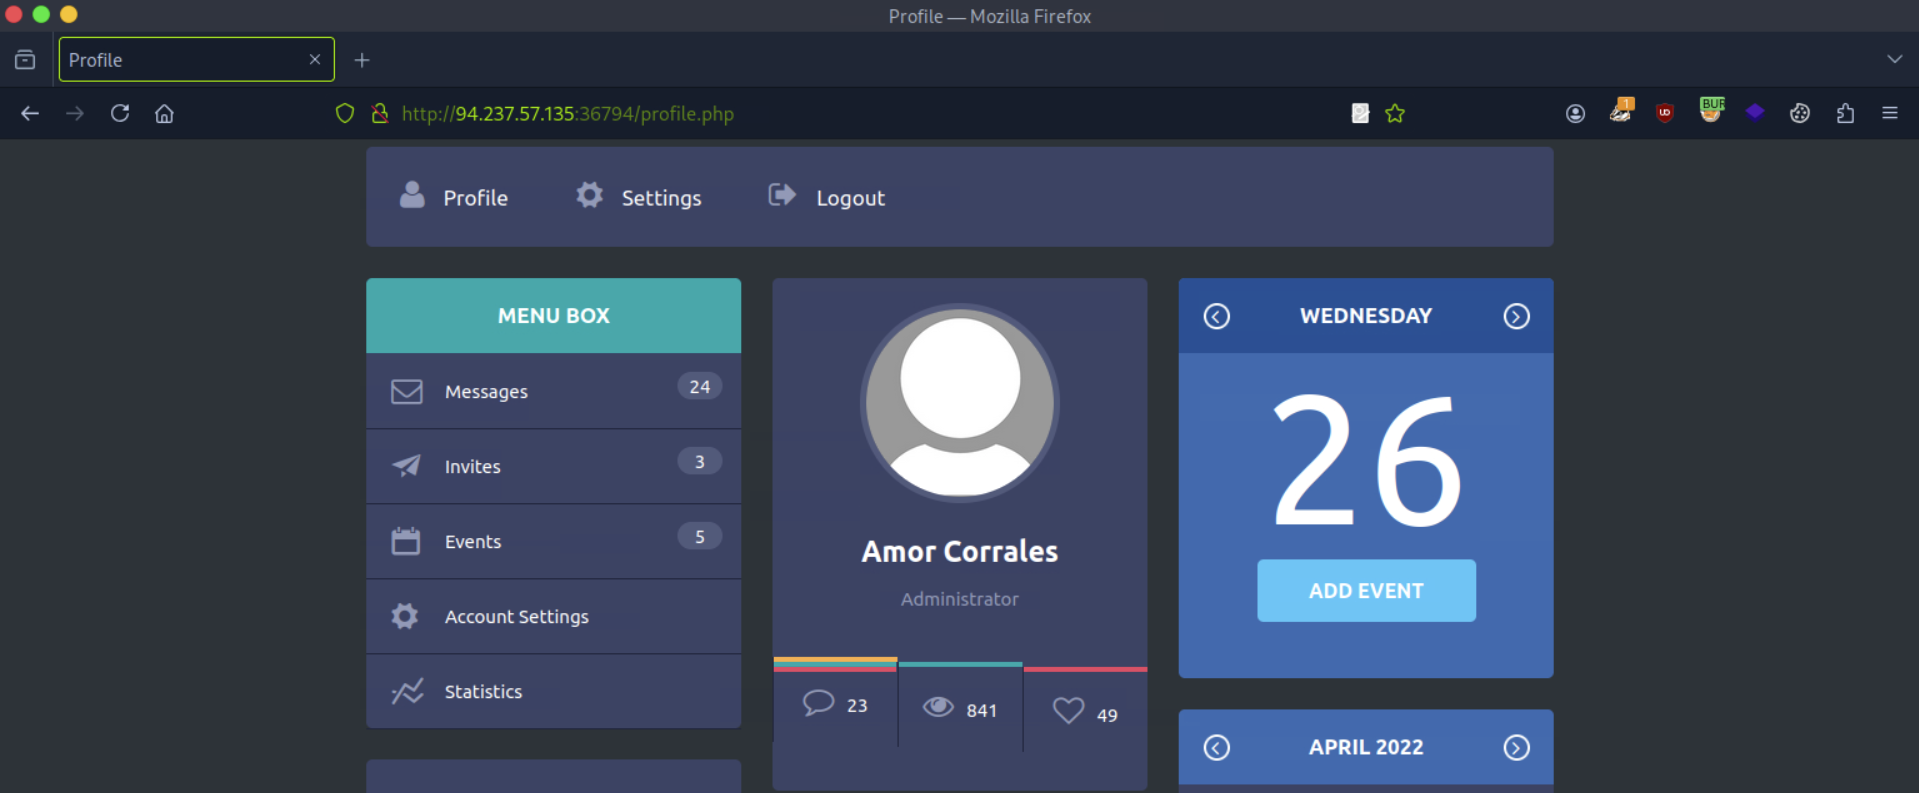 Profile — Mozilla Firefox
Profile
http://94.237.57.135:36794/profile.php
1
UD
BUR
Profile
Settings
Logout
MENU BOX
Messages 24
Invites 3
Events 5
Account Settings
Statistics
Amor Corrales
Administrator
23
841
49
WEDNESDAY
26
ADD EVENT
APRIL 2022